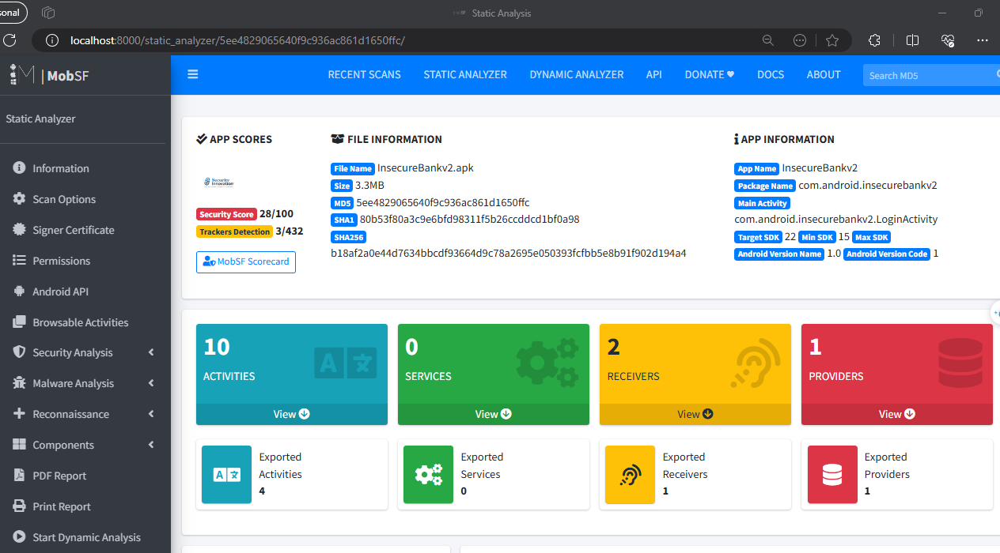 sonal
Static Analysis
localhost:8000/static_analyzer/5ee4829065640f9c936ac861d1650ffc/
MobSF
RECENT SCANS STATIC ANALYZER DYNAMIC ANALYZER API DONATE ♥ DOCS ABOUT Search MD5
Static Analyzer
Information
Scan Options
Signer Certificate
Permissions
Android API
Browsable Activities
Security Analysis
Malware Analysis
Reconnaissance
Components
PDF Report
Print Report
Start Dynamic Analysis
APP SCORES
Security Innovation
Security Score 28/100
Trackers Detection 3/432
MobSF Scorecard
FILE INFORMATION
File Name InsecureBankv2.apk
Size 3.3MB
MD5 5ee4829065640f9c936ac861d1650ffc
SHA1 80b53f80a3c9e6bfd98311f5b26ccddcd1bf0a98
SHA256
b18af2a0e44d7634bbcdf93664d9c78a2695e050393fcfbb5e8b91f902d194a4
APP INFORMATION
App Name InsecureBankv2
Package Name com.android.insecurebankv2
Main Activity
com.android.insecurebankv2.LoginActivity
Target SDK 22 Min SDK 15 Max SDK
Android Version Name 1.0 Android Version Code 1
10
ACTIVITIES
View
0
SERVICES
View
2
RECEIVERS
View
1
PROVIDERS
View
Exported
Activities
4
Exported
Services
0
Exported
Receivers
1
Exported
Providers
1